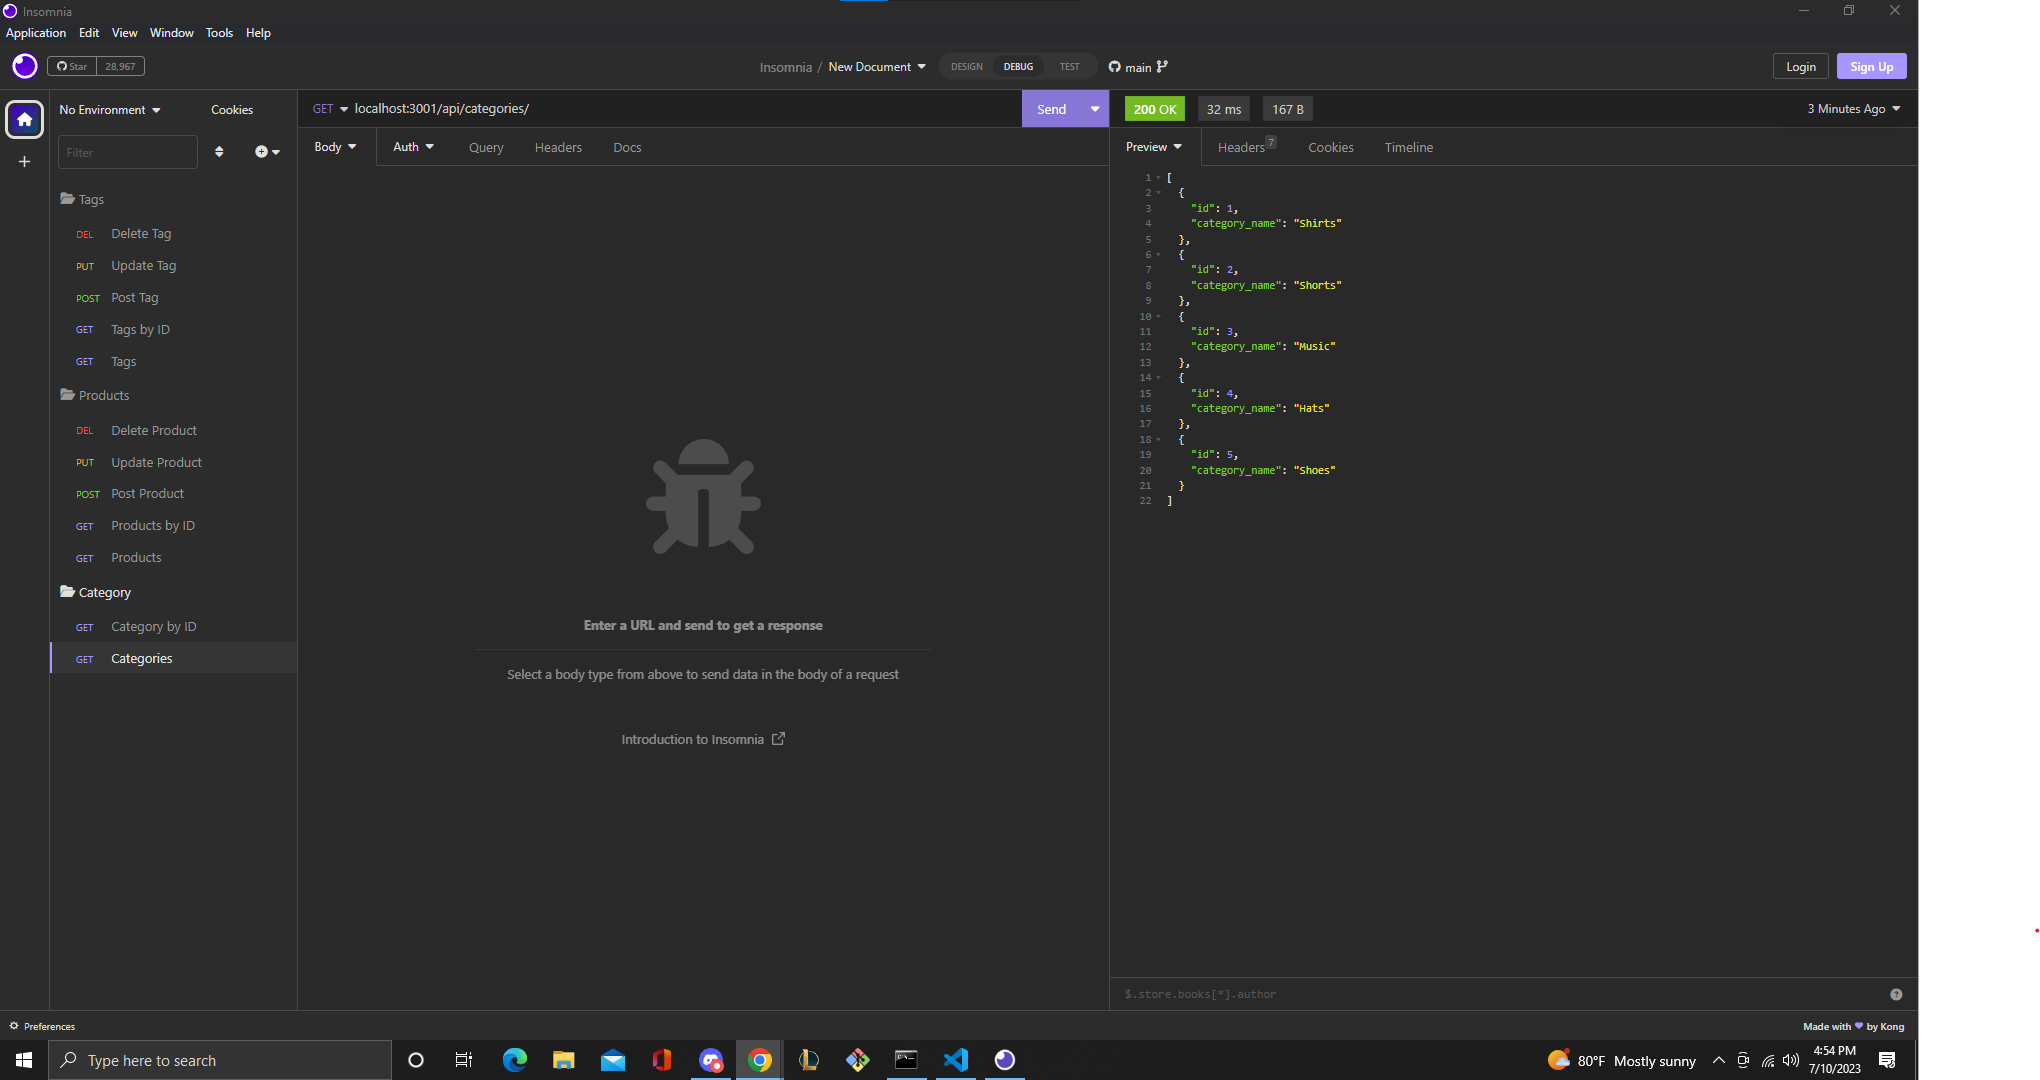 Insomnia
Application Edit View Window Tools Help
Star 28,967
Insomnia / New Document
DESIGN DEBUG TEST
main
Login
Sign Up
No Environment
Cookies
Filter
Tags
DEL Delete Tag
PUT Update Tag
POST Post Tag
GET Tags by ID
GET Tags
Products
DEL Delete Product
PUT Update Product
POST Post Product
GET Products by ID
GET Products
Category
GET Category by ID
GET Categories
GET localhost:3001/api/categories/
Send
Body Auth Query Headers Docs
Enter a URL and send to get a response
Select a body type from above to send data in the body of a request
Introduction to Insomnia
200 OK 32 ms 167 B
3 Minutes Ago
Preview Headers 7 Cookies Timeline
1 [
2 {
3 "id": 1,
4 "category_name": "Shirts"
5 },
6 {
7 "id": 2,
8 "category_name": "Shorts"
9 },
10 {
11 "id": 3,
12 "category_name": "Music"
13 },
14 {
15 "id": 4,
16 "category_name": "Hats"
17 },
18 {
19 "id": 5,
20 "category_name": "Shoes"
21 }
22 ]
$.store.books[*].author
?
Preferences
Made with by Kong
Type here to search
80°F Mostly sunny
4:54 PM
7/10/2023